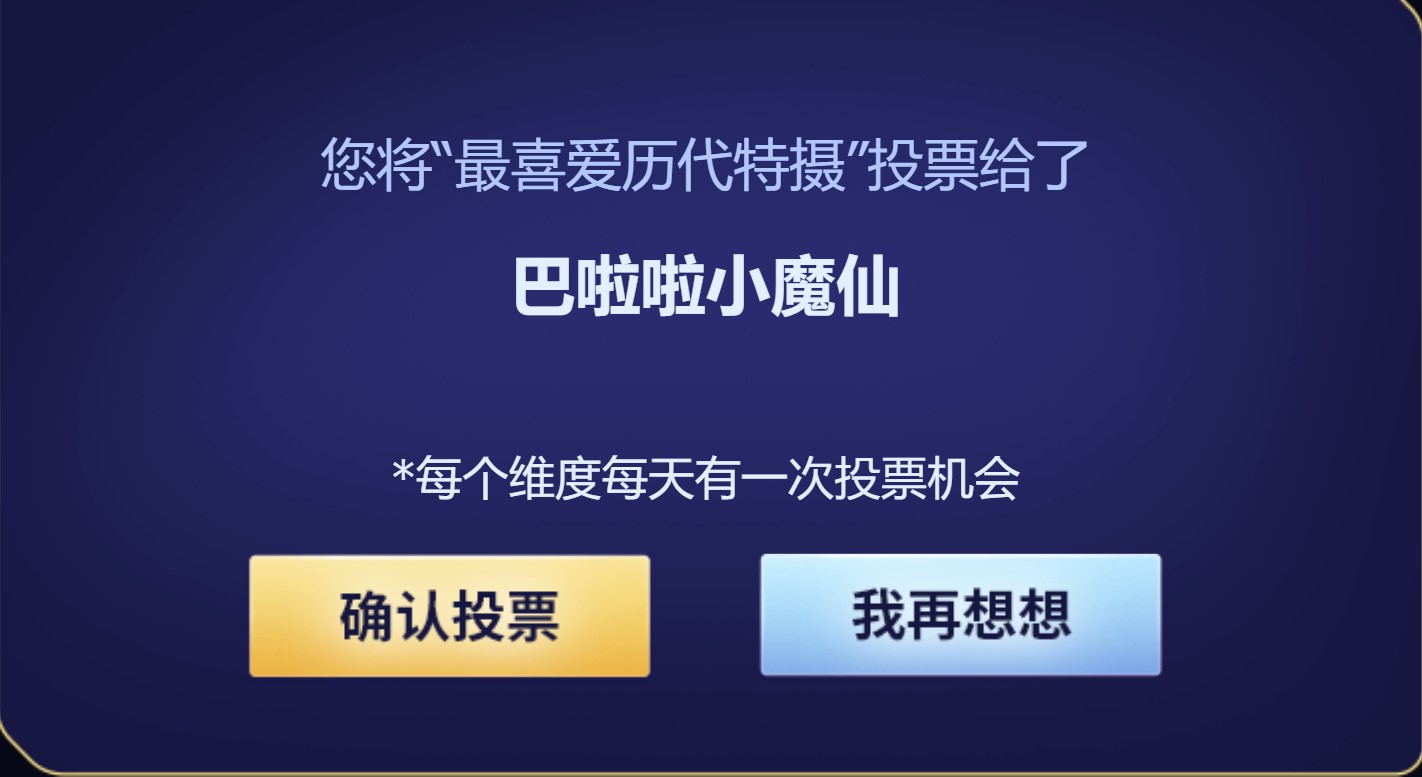 您将“最喜爱历代特摄”投票给了
巴啦啦小魔仙
*每个维度每天有一次投票机会
确认投票
我再想想